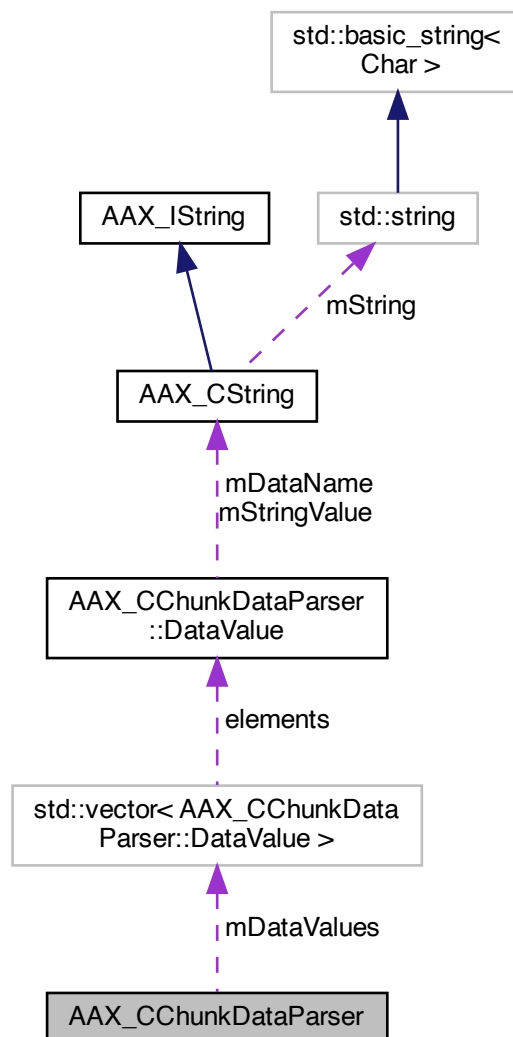 std::basic_string<
Char >
AAX_IString
std::string
mString
AAX_CString
mDataName
mStringValue
AAX_CChunkDataParser
::DataValue
elements
std::vector< AAX_CChunkData
Parser::DataValue >
mDataValues
AAX_CChunkDataParser